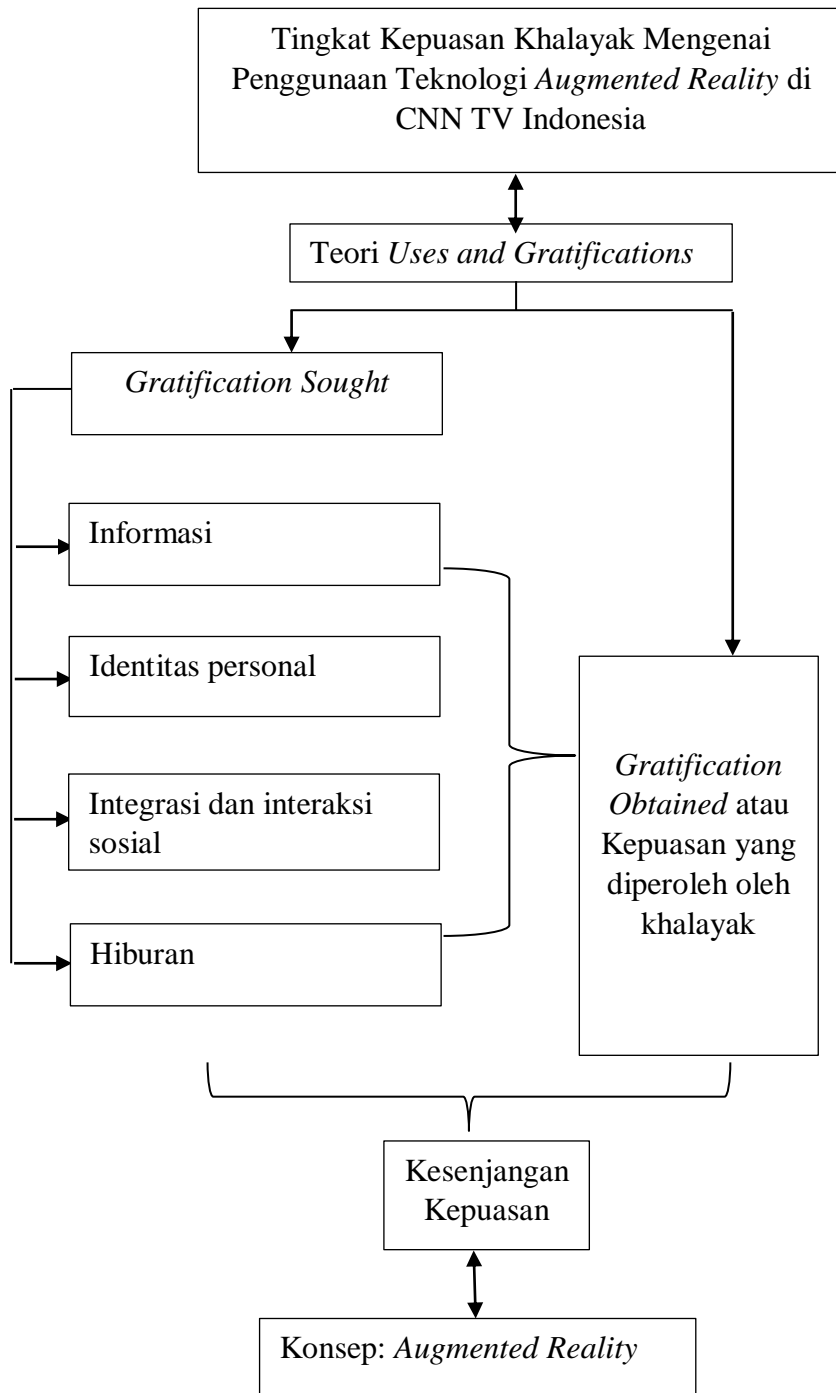 Tingkat Kepuasan Khalayak Mengenai
Penggunaan Teknologi Augmented Reality di
CNN TV Indonesia
Teori Uses and Gratifications
Gratification Sought
Informasi
Identitas personal
Integrasi dan interaksi
sosial
Hiburan
Gratification
Obtained atau
Kepuasan yang
diperoleh oleh
khalayak
Kesenjangan
Kepuasan
Konsep: Augmented Reality